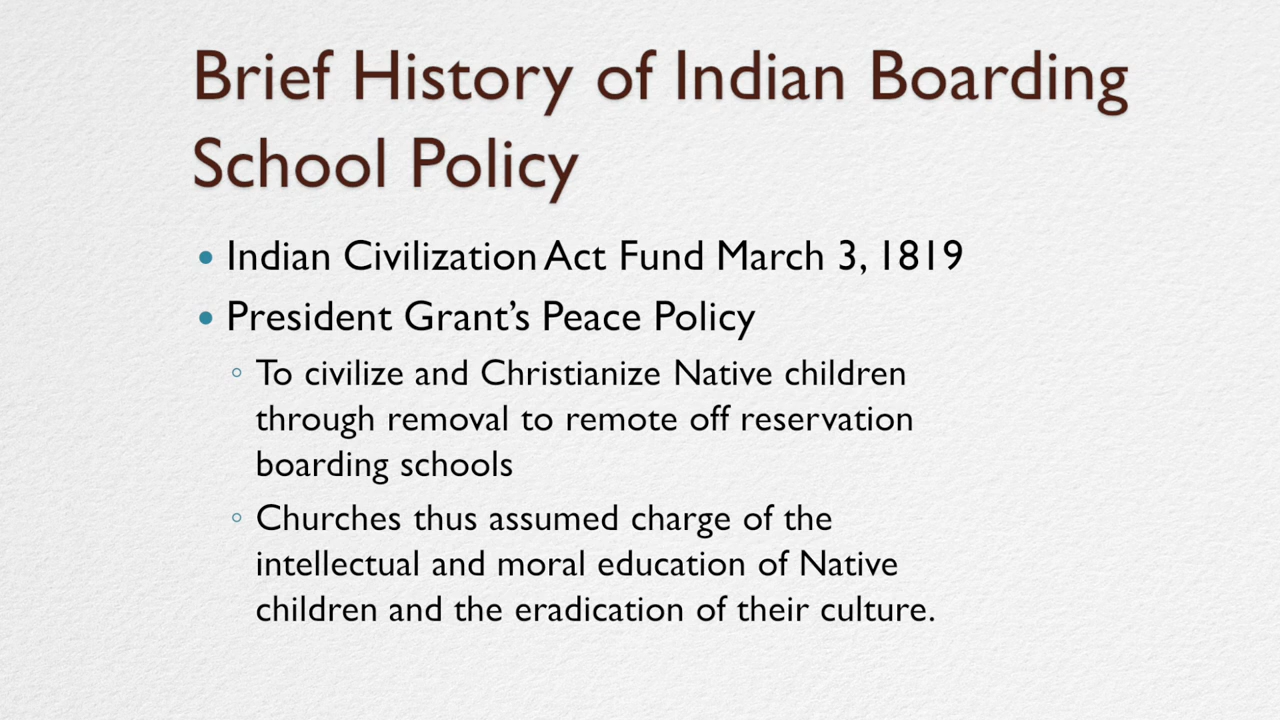 Brief History of Indian Boarding
School Policy
• Indian Civilization Act Fund March 3, 1819
• President Grant’s Peace Policy
◦ To civilize and Christianize Native children
through removal to remote off reservation
boarding schools
◦ Churches thus assumed charge of the
intellectual and moral education of Native
children and the eradication of their culture.